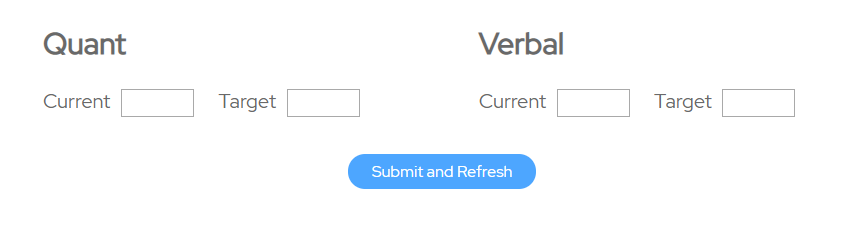 Quant Verbal
Current Target Current Target
Submit and Refresh